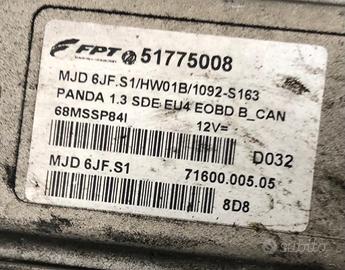 FPT 51775008
MJD 6JF.S1/HW01B/1092-S163
PANDA 1.3 SDE EU4 EOBD B_CAN
68MSSP84I 12V=
D032
MJD 6JF.S1 71600.005.05
8D8
subito